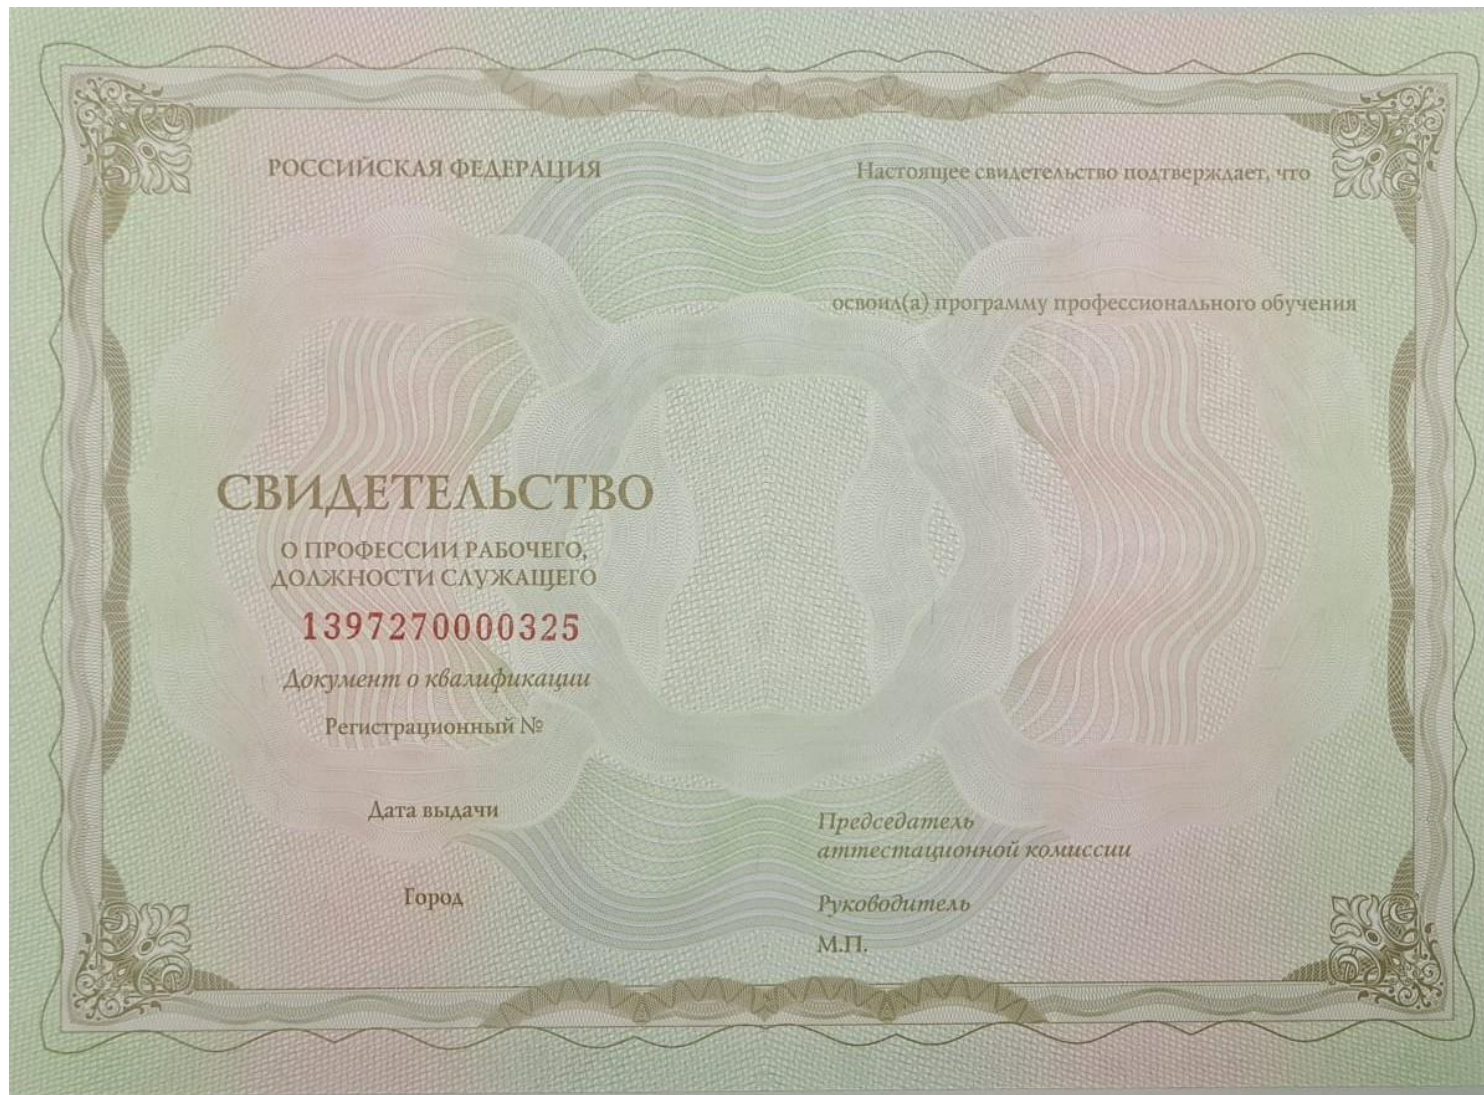 РОССИЙСКАЯ ФЕДЕРАЦИЯ
СВИДЕТЕЛЬСТВО
О ПРОФЕССИИ РАБОЧЕГО,
ДОЛЖНОСТИ СЛУЖАЩЕГО
1397270000325
Документ о квалификации
Регистрационный №
Дата выдачи
Город
Настоящее свидетельство подтверждает, что
освоил(а) программу профессионального обучения
Председатель
аттестационной комиссии
Руководитель
М.П.